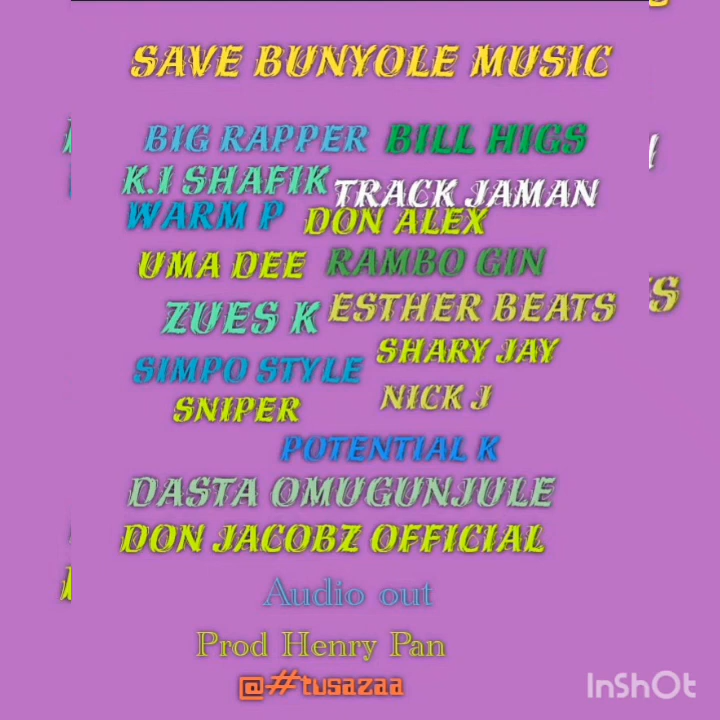 SAVE BUNYOLE MUSIC
BIG RAPPER BILL HIGS
K.I SHAFIK TRACK JAMAN
WARM P DON ALEX
UMA DEE RAMBO GIN
ZUES K ESTHER BEATS
SIMPO STYLE SHARY JAY
SNIPER NICK J
POTENTIAL K
DASTA OMUGUNJULE
DON JACOBZ OFFICIAL
Audio out
Prod Henry Pan
@#tusazaa
InShOt